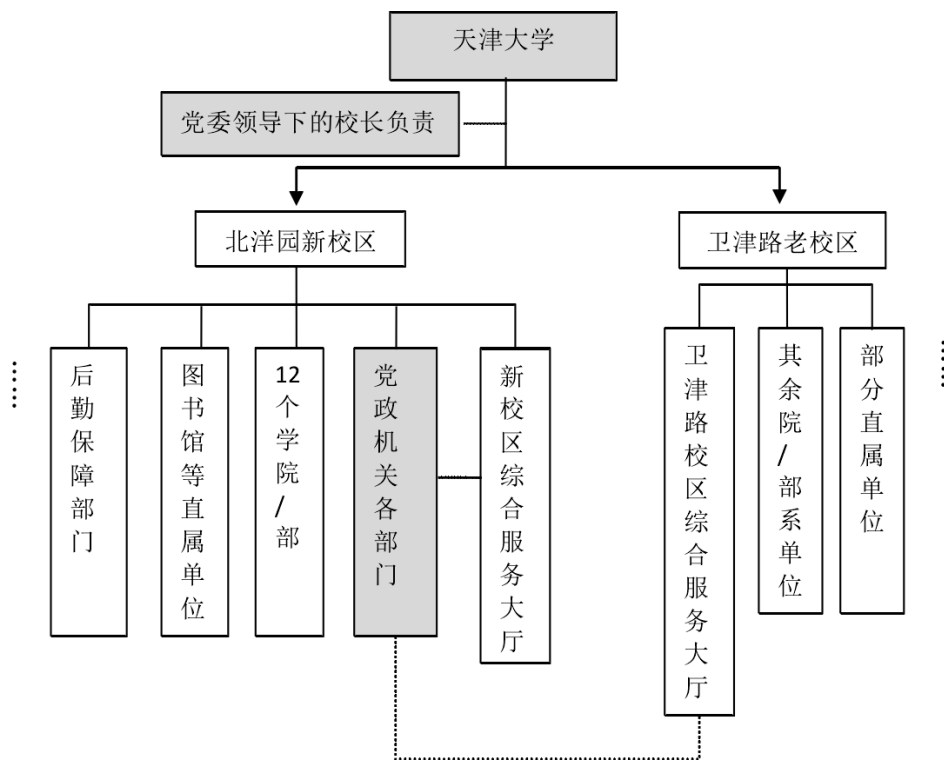 天津大学
党委领导下的校长负责
北洋园新校区
卫津路老校区
后勤保障部门
图书馆等直属单位
12个学院/部
党政机关各部门
新校区综合服务大厅
卫津路校区综合服务大厅
其余院/部系单位
部分直属单位